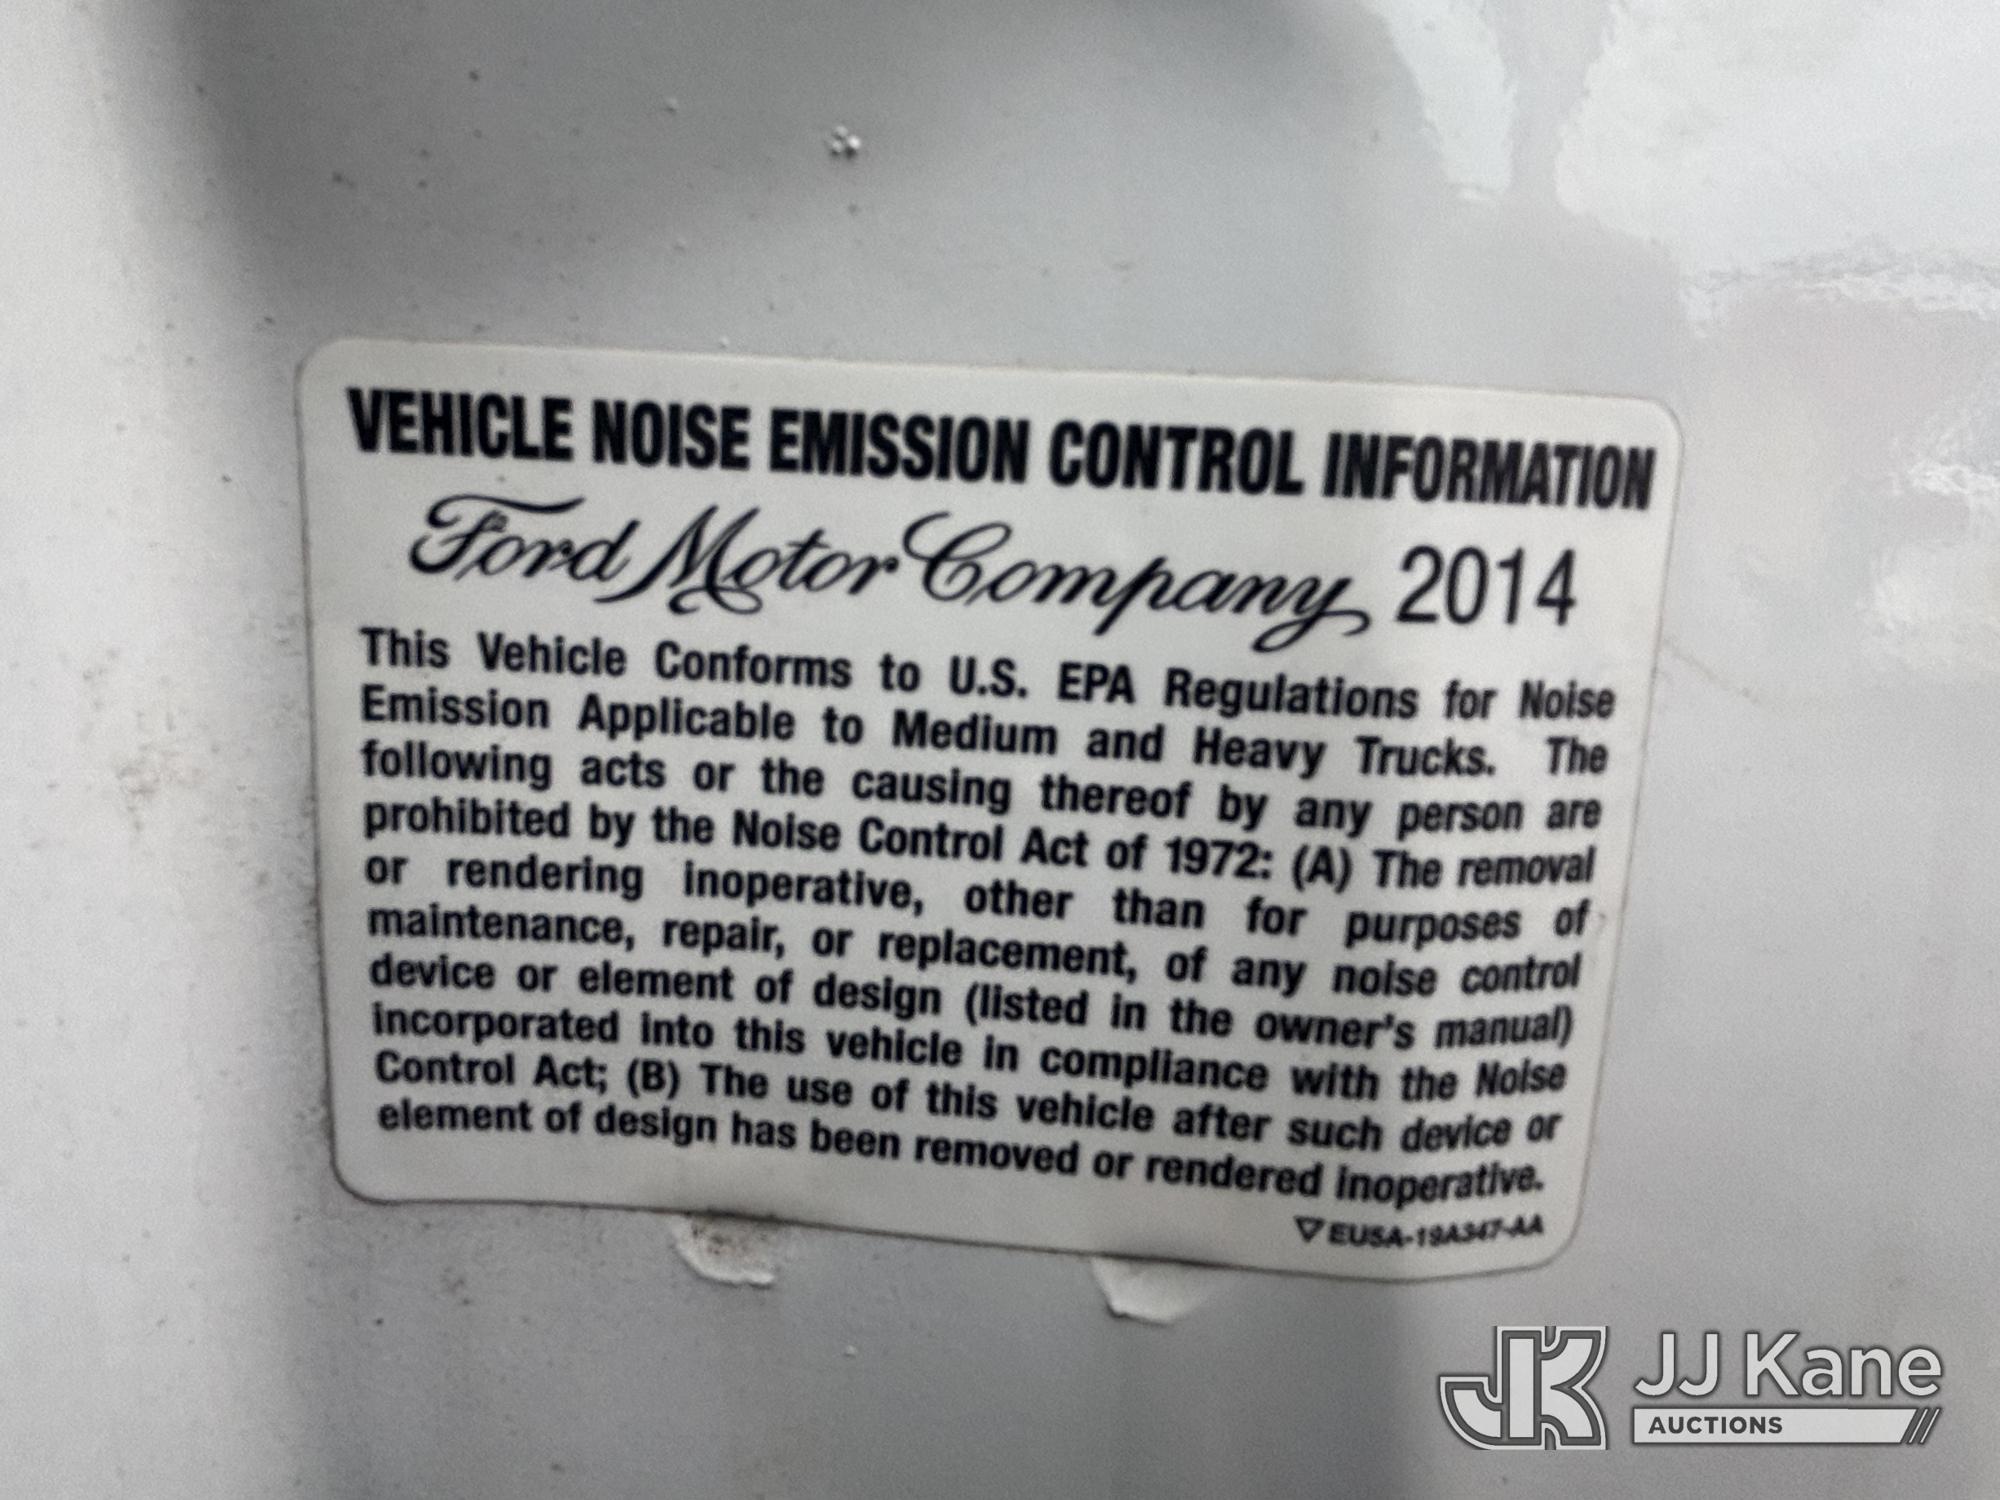 VEHICLE NOISE EMISSION CONTROL INFORMATION
Ford Motor Company 2014
This Vehicle Conforms to U.S. EPA Regulations for Noise
Emission Applicable to Medium and Heavy Trucks. The
following acts or the causing thereof by any person are
prohibited by the Noise Control Act of 1972: (A) The removal
or rendering inoperative, other than for purposes of
maintenance, repair, or replacement, of any noise control
device or element of design (listed in the owner's manual)
incorporated into this vehicle in compliance with the Noise
Control Act; (B) The use of this vehicle after such device or
element of design has been removed or rendered inoperative.
▽ EUSA-19A347-AA
JK JJ Kane
AUCTIONS